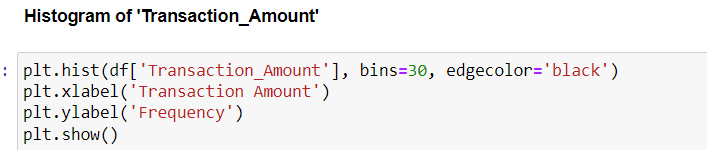 Histogram of 'Transaction_Amount'
: plt.hist(df['Transaction_Amount'], bins=30, edgecolor='black')
plt.xlabel('Transaction Amount')
plt.ylabel('Frequency')
plt.show()